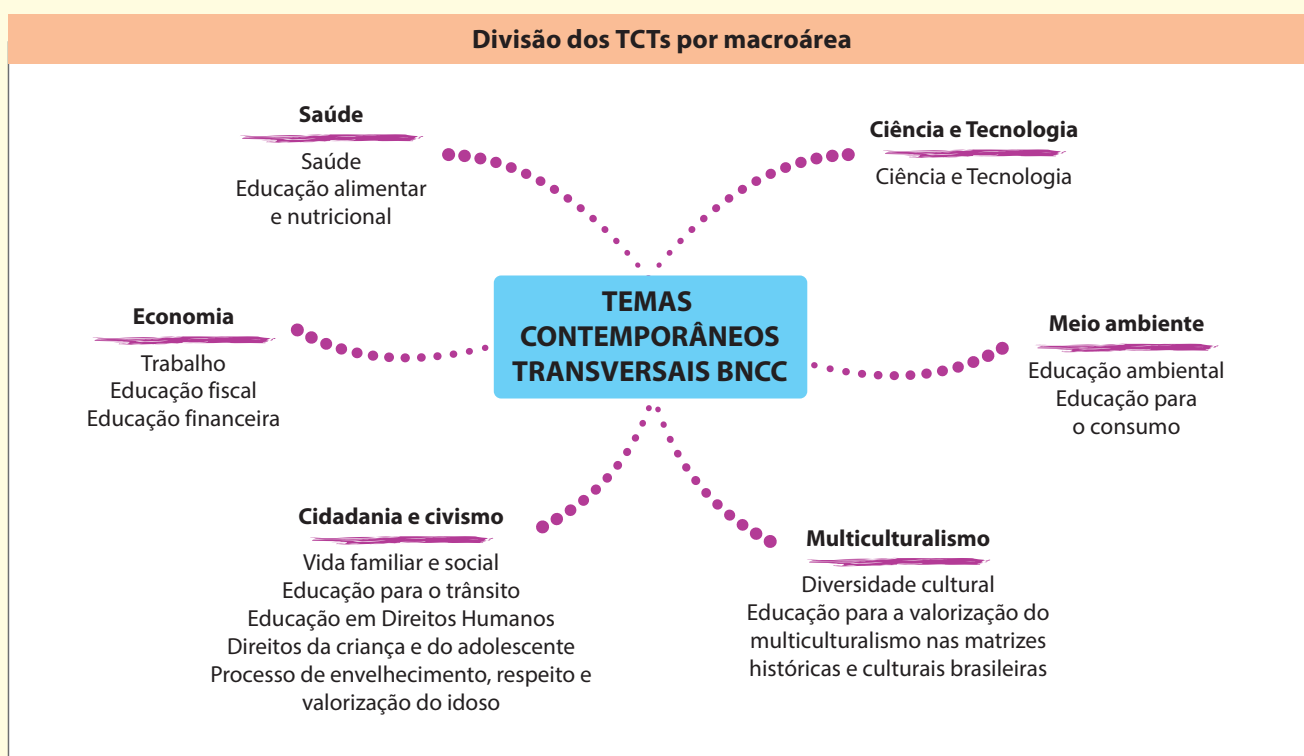 Divisão dos TCTs por macroárea
Saúde
Saúde
Educação alimentar
e nutricional
Ciência e Tecnologia
Ciência e Tecnologia
TEMAS
CONTEMPORÂNEOS
TRANSVERSAIS BNCC
Economia
Trabalho
Educação fiscal
Educação financeira
Meio ambiente
Educação ambiental
Educação para
o consumo
Cidadania e civismo
Vida familiar e social
Educação para o trânsito
Educação em Direitos Humanos
Direitos da criança e do adolescente
Processo de envelhecimento, respeito e
valorização do idoso
Multiculturalismo
Diversidade cultural
Educação para a valorização do
multiculturalismo nas matrizes
históricas e culturais brasileiras